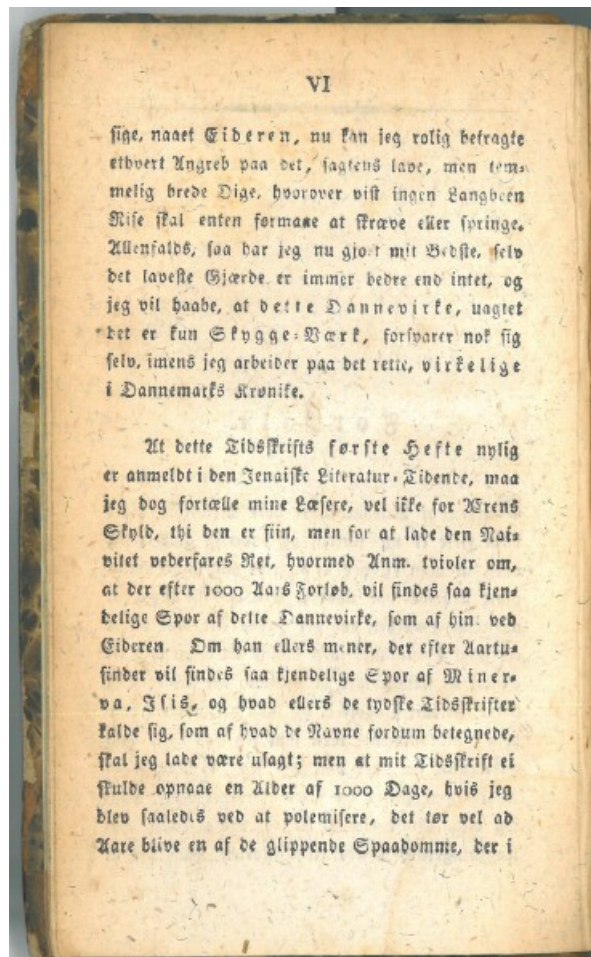 VI
sige, naaet Eideren, nu kan jeg rolig betragte
ethvert Angreb paa det, sagtens lave, men tem-
melig brede Dige, hvorover vist ingen Langbeen
Rise skal enten formaae at skræve eller springe.
Allenfalds, saa har jeg nu gjort mit Bedste, selv
det laveste Gjærde er immer bedre end intet, og
jeg vil haabe, at dette Dannevirke, uagtet
det er kun Skygge-Værk, forsvarer nok sig
selv, imens jeg arbeider paa det rette, virkelige
i Dannemarks Krønike.
At dette Tidsskrifts første Hefte nylig
er anmeldt i den Jenaiske Literatur-Tidende, maa
jeg dog fortælle mine Læsere, vel ikke for Ærens
Skyld, thi den er fiin, men for at lade den Nai-
vitet vederfares Ret, hvormed Anm. tvivler om,
at der efter 1000 Aars Forløb, vil findes saa kjen-
delige Spor af dette Dannevirke, som af hint ved
Eideren. Om han ellers mener, der efter Aartu-
sinder vil findes saa kjendelige Spor af Miner-
va, Isis, og hvad ellers de tydske Tidsskrifter
kalde sig, som af hvad de Navne fordum betegnede,
skal jeg lade være usagt; men at mit Tidsskrift ei
skulde opnaae en Alder af 1000 Dage, hvis jeg
blev saaledes ved at polemisere, det tør vel ad
Aare blive en af de glippende Spaadomme, der i